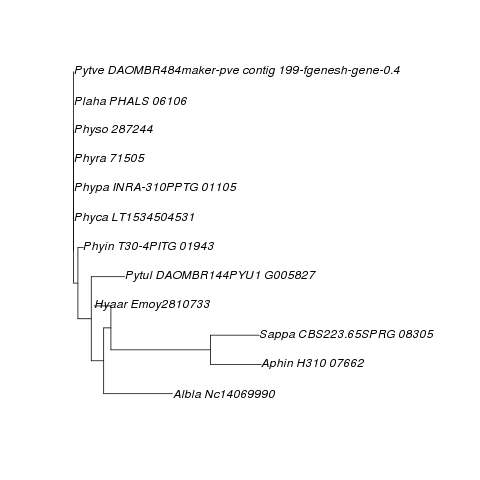 Pytve DAOMBR484maker-pve contig 199-fgenesh-gene-0.4
Plaha PHALS 06106
Physo 287244
Phyra 71505
Phypa INRA-310PPTG 01105
Phyca LT1534504531
Phyin T30-4PITG 01943
Pytul DAOMBR144PYU1 G005827
Hyaar Emoy2810733
Sappa CBS223.65SPRG 08305
Aphin H310 07662
Albla Nc14069990